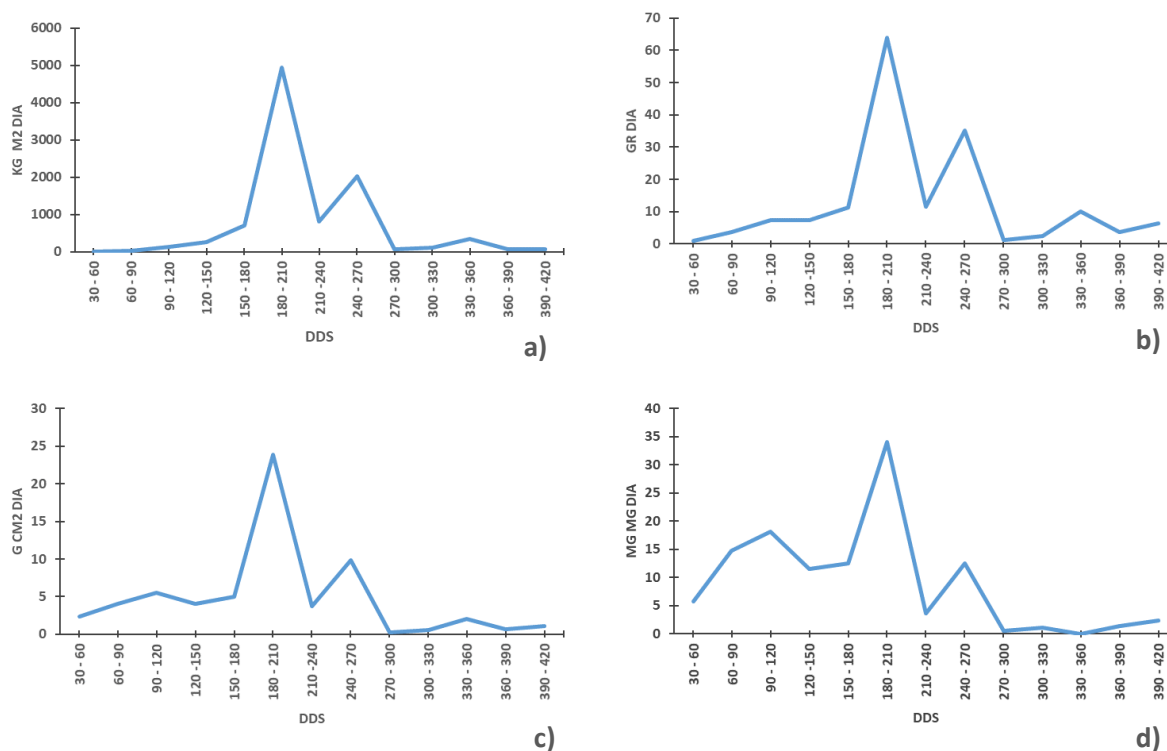 6000
5000
4000
3000
2000
1000
0
KG M2 DIA
30 - 60
60 - 90
90 - 120
120 -150
150 - 180
180 - 210
210 -240
240 - 270
270 - 300
300 - 330
330 - 360
360 - 390
390 - 420
DDS
a)
70
60
50
40
30
20
10
0
GR DIA
30 - 60
60 - 90
90 - 120
120 -150
150 - 180
180 - 210
210 -240
240 - 270
270 - 300
300 - 330
330 - 360
360 - 390
390 - 420
DDS
b)
30
25
20
15
10
5
0
G CM2 DIA
30 - 60
60 - 90
90 - 120
120 -150
150 - 180
180 - 210
210 -240
240 - 270
270 - 300
300 - 330
330 - 360
360 - 390
390 - 420
DDS
c)
40
35
30
25
20
15
10
5
0
MG MG DIA
30 - 60
60 - 90
90 - 120
120 -150
150 - 180
180 - 210
210 -240
240 - 270
270 - 300
300 - 330
330 - 360
360 - 390
390 - 420
DDS
d)